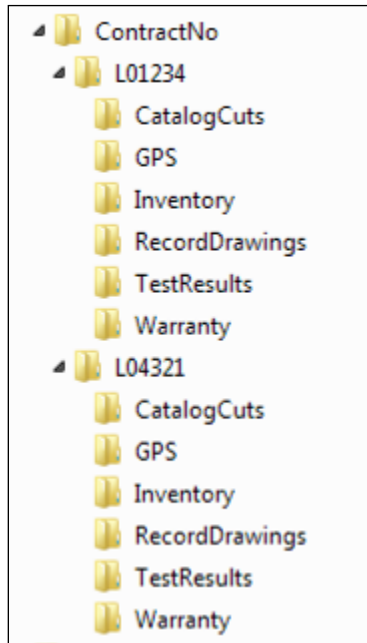 ContractNo
L01234
CatalogCuts
GPS
Inventory
RecordDrawings
TestResults
Warranty
L04321
CatalogCuts
GPS
Inventory
RecordDrawings
TestResults
Warranty